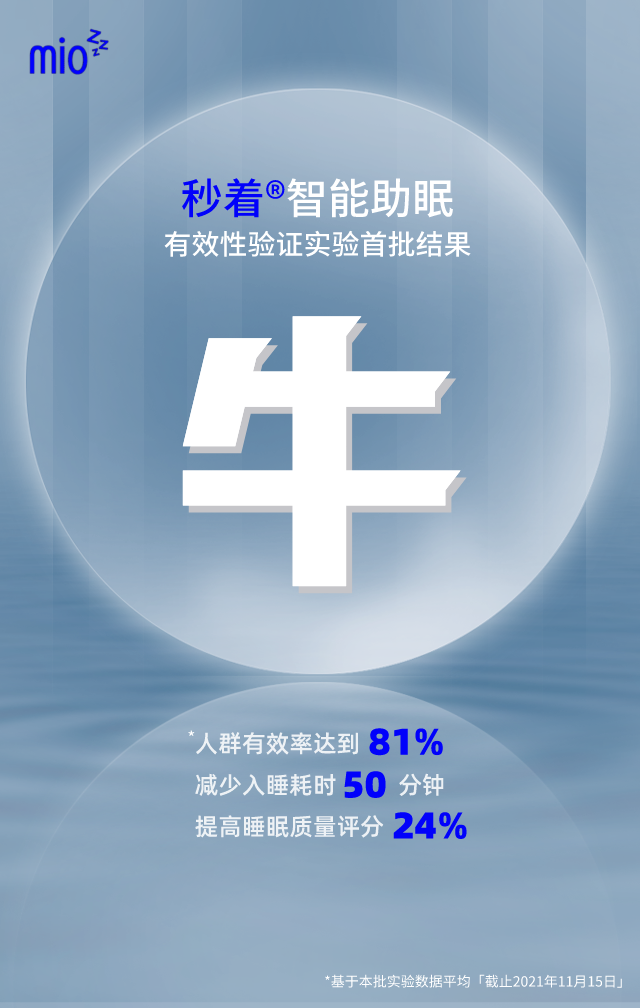 mio zzz
秒着®智能助眠
有效性验证实验首批结果
牛
*人群有效率达到 81%
减少入睡耗时 50 分钟
提高睡眠质量评分 24%
*基于本批实验数据平均「截止2021年11月15日」